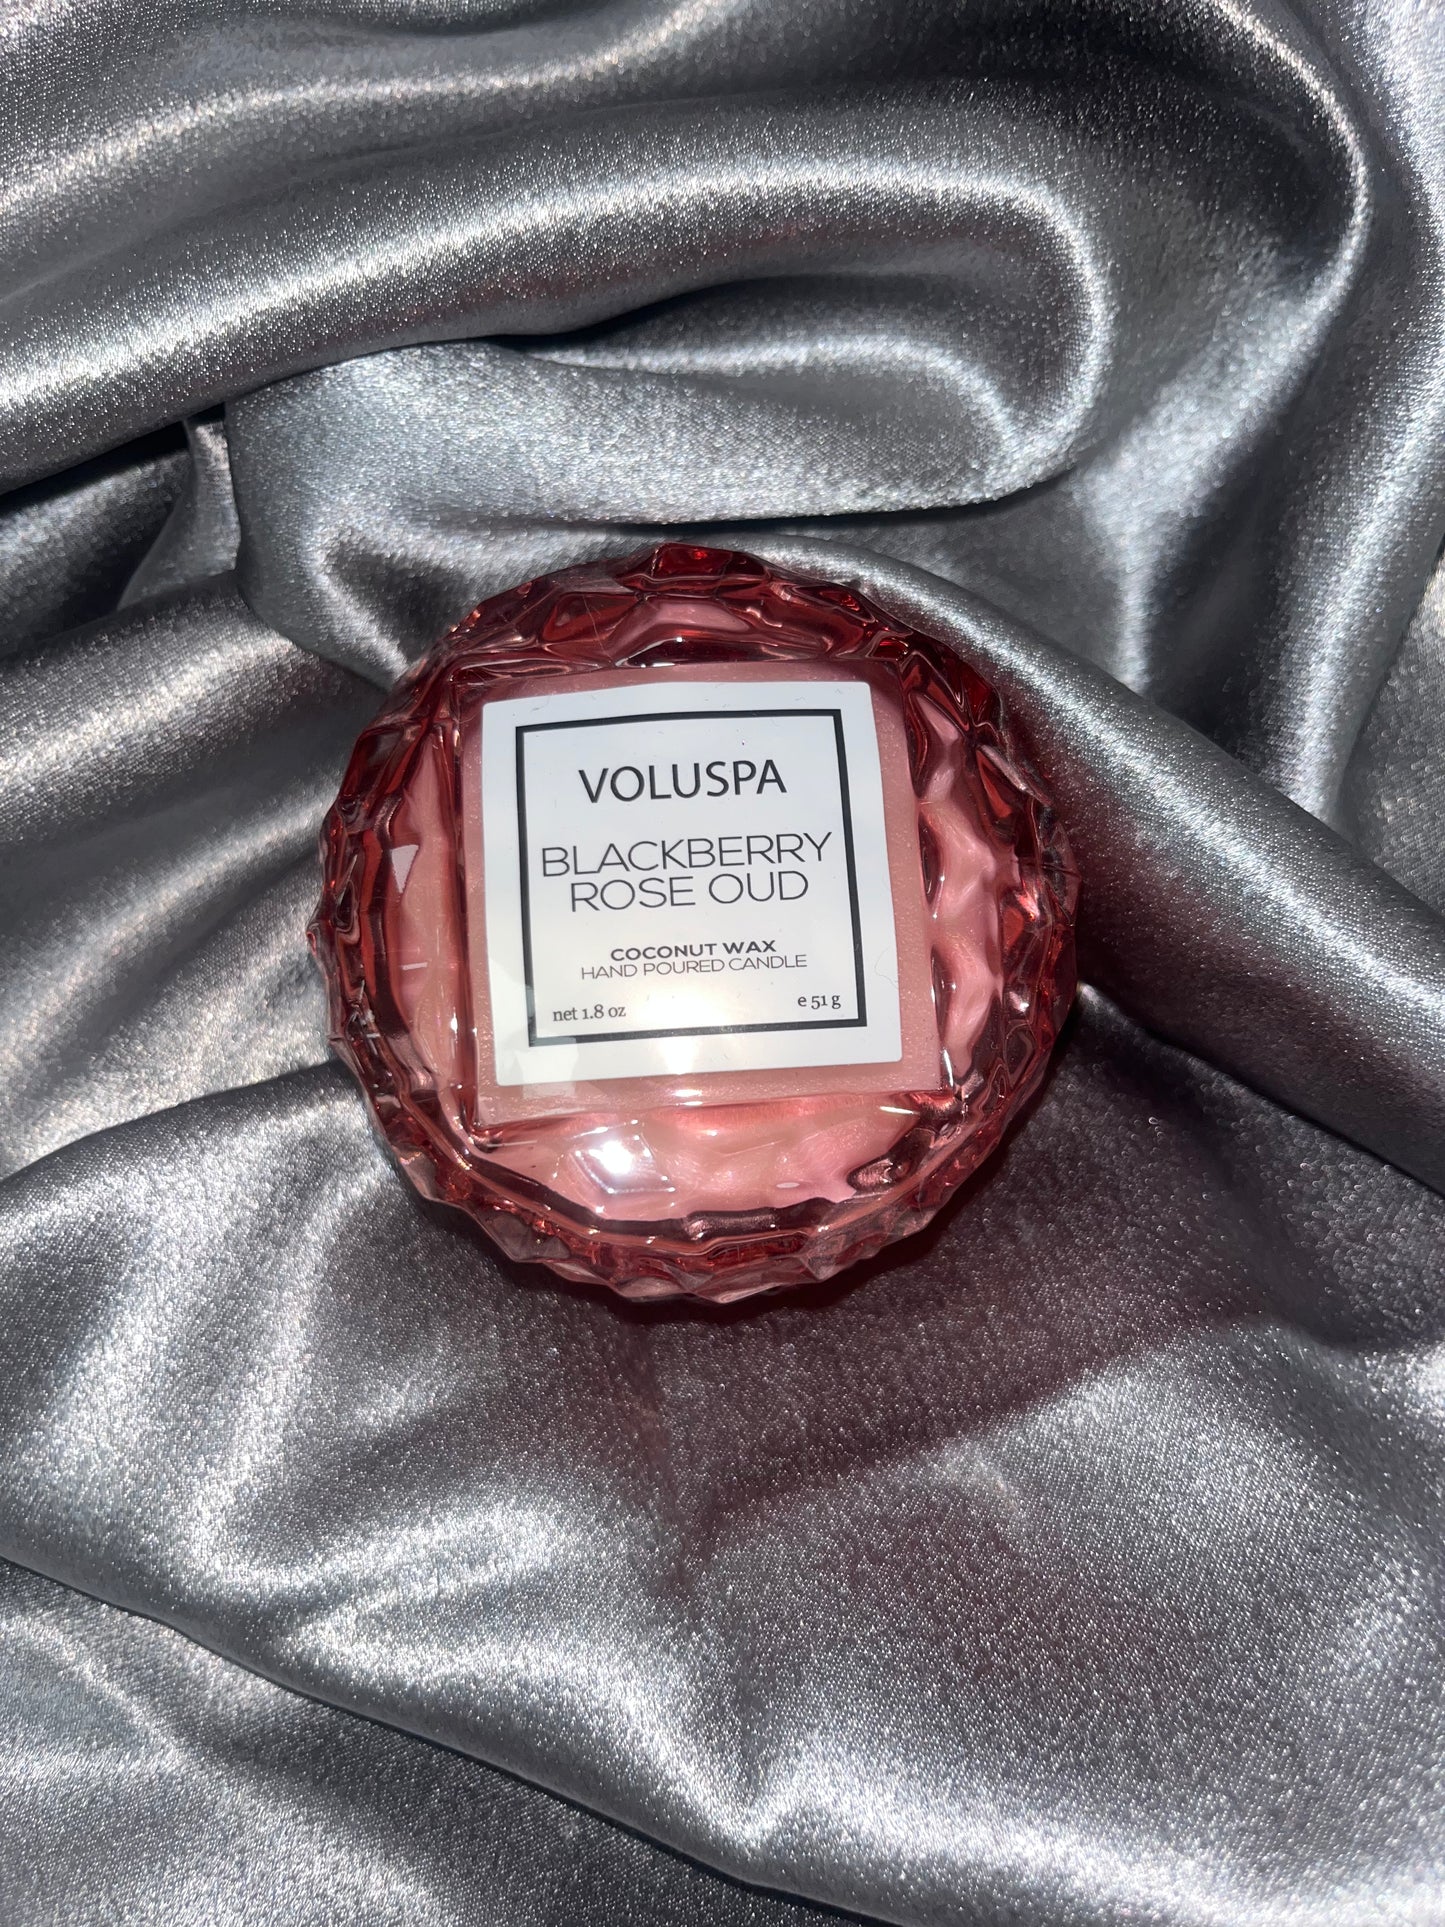 VOLUSPA
BLACKBERRY
ROSE OUD
COCONUT WAX
HAND POURED CANDLE
net 1.8 oz e 51 g